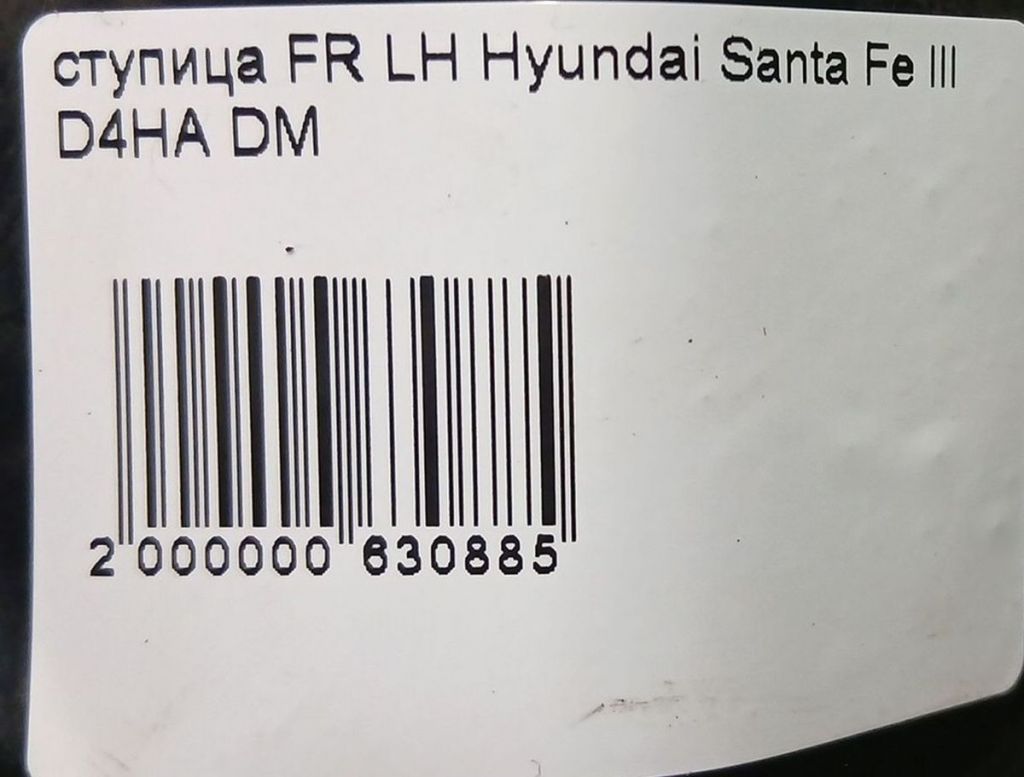 ступица FR LH Hyundai Santa Fe III
D4HA DM
2 000000 630885